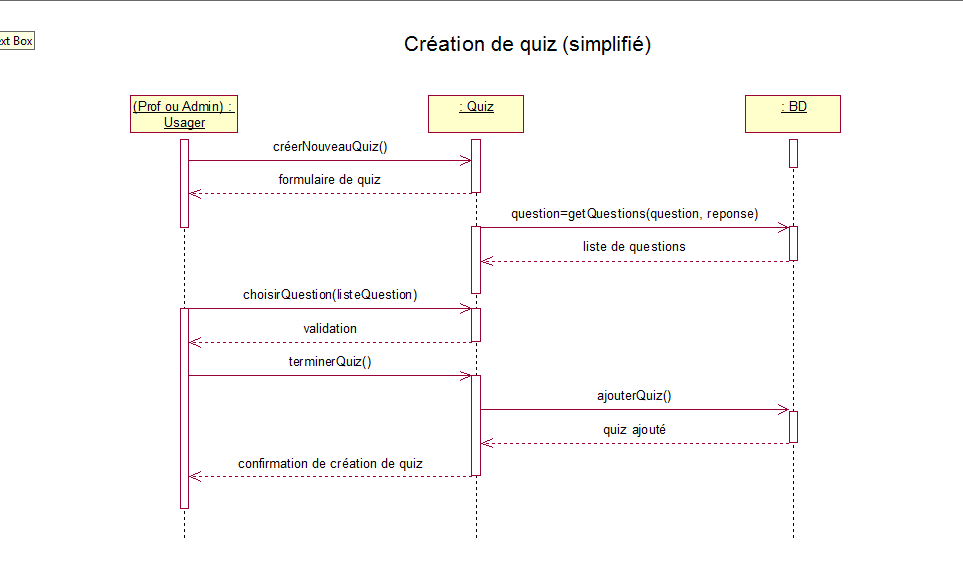 ext Box
Création de quiz (simplifié)
(Prof ou Admin) :
Usager
: Quiz
: BD
créerNouveauQuiz()
formulaire de quiz
question=getQuestions(question, reponse)
liste de questions
choisirQuestion(listeQuestion)
validation
terminerQuiz()
ajouterQuiz()
quiz ajouté
confirmation de création de quiz